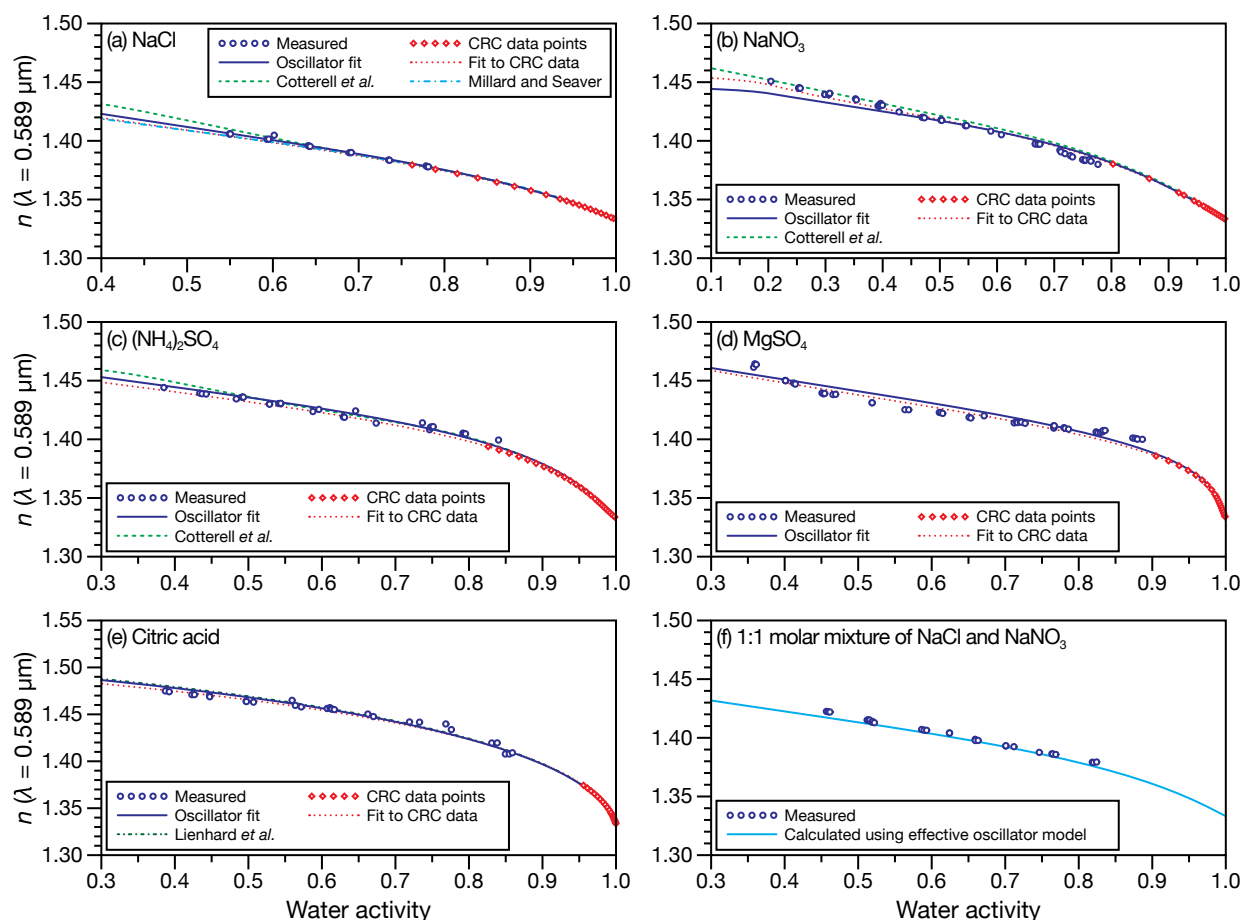 (a) NaCl
Measured
Oscillator fit
Cotterell et al.
CRC data points
Fit to CRC data
Millard and Seaver
n (λ = 0.589 µm)
1.50
1.45
1.40
1.35
1.30
0.4
0.5
0.6
0.7
0.8
0.9
1.0
(b) NaNO₃
Measured
Oscillator fit
Cotterell et al.
CRC data points
Fit to CRC data
1.50
1.45
1.40
1.35
1.30
0.1
0.2
0.3
0.4
0.5
0.6
0.7
0.8
0.9
1.0
(c) (NH₄)₂SO₄
Measured
Oscillator fit
Cotterell et al.
CRC data points
Fit to CRC data
n (λ = 0.589 µm)
1.50
1.45
1.40
1.35
1.30
0.3
0.4
0.5
0.6
0.7
0.8
0.9
1.0
(d) MgSO₄
Measured
Oscillator fit
CRC data points
Fit to CRC data
1.50
1.45
1.40
1.35
1.30
0.3
0.4
0.5
0.6
0.7
0.8
0.9
1.0
(e) Citric acid
Measured
Oscillator fit
Lienhard et al.
CRC data points
Fit to CRC data
n (λ = 0.589 µm)
1.55
1.50
1.45
1.40
1.35
1.30
0.3
0.4
0.5
0.6
0.7
0.8
0.9
1.0
Water activity
(f) 1:1 molar mixture of NaCl and NaNO₃
Measured
Calculated using effective oscillator model
1.50
1.45
1.40
1.35
1.30
0.3
0.4
0.5
0.6
0.7
0.8
0.9
1.0
Water activity